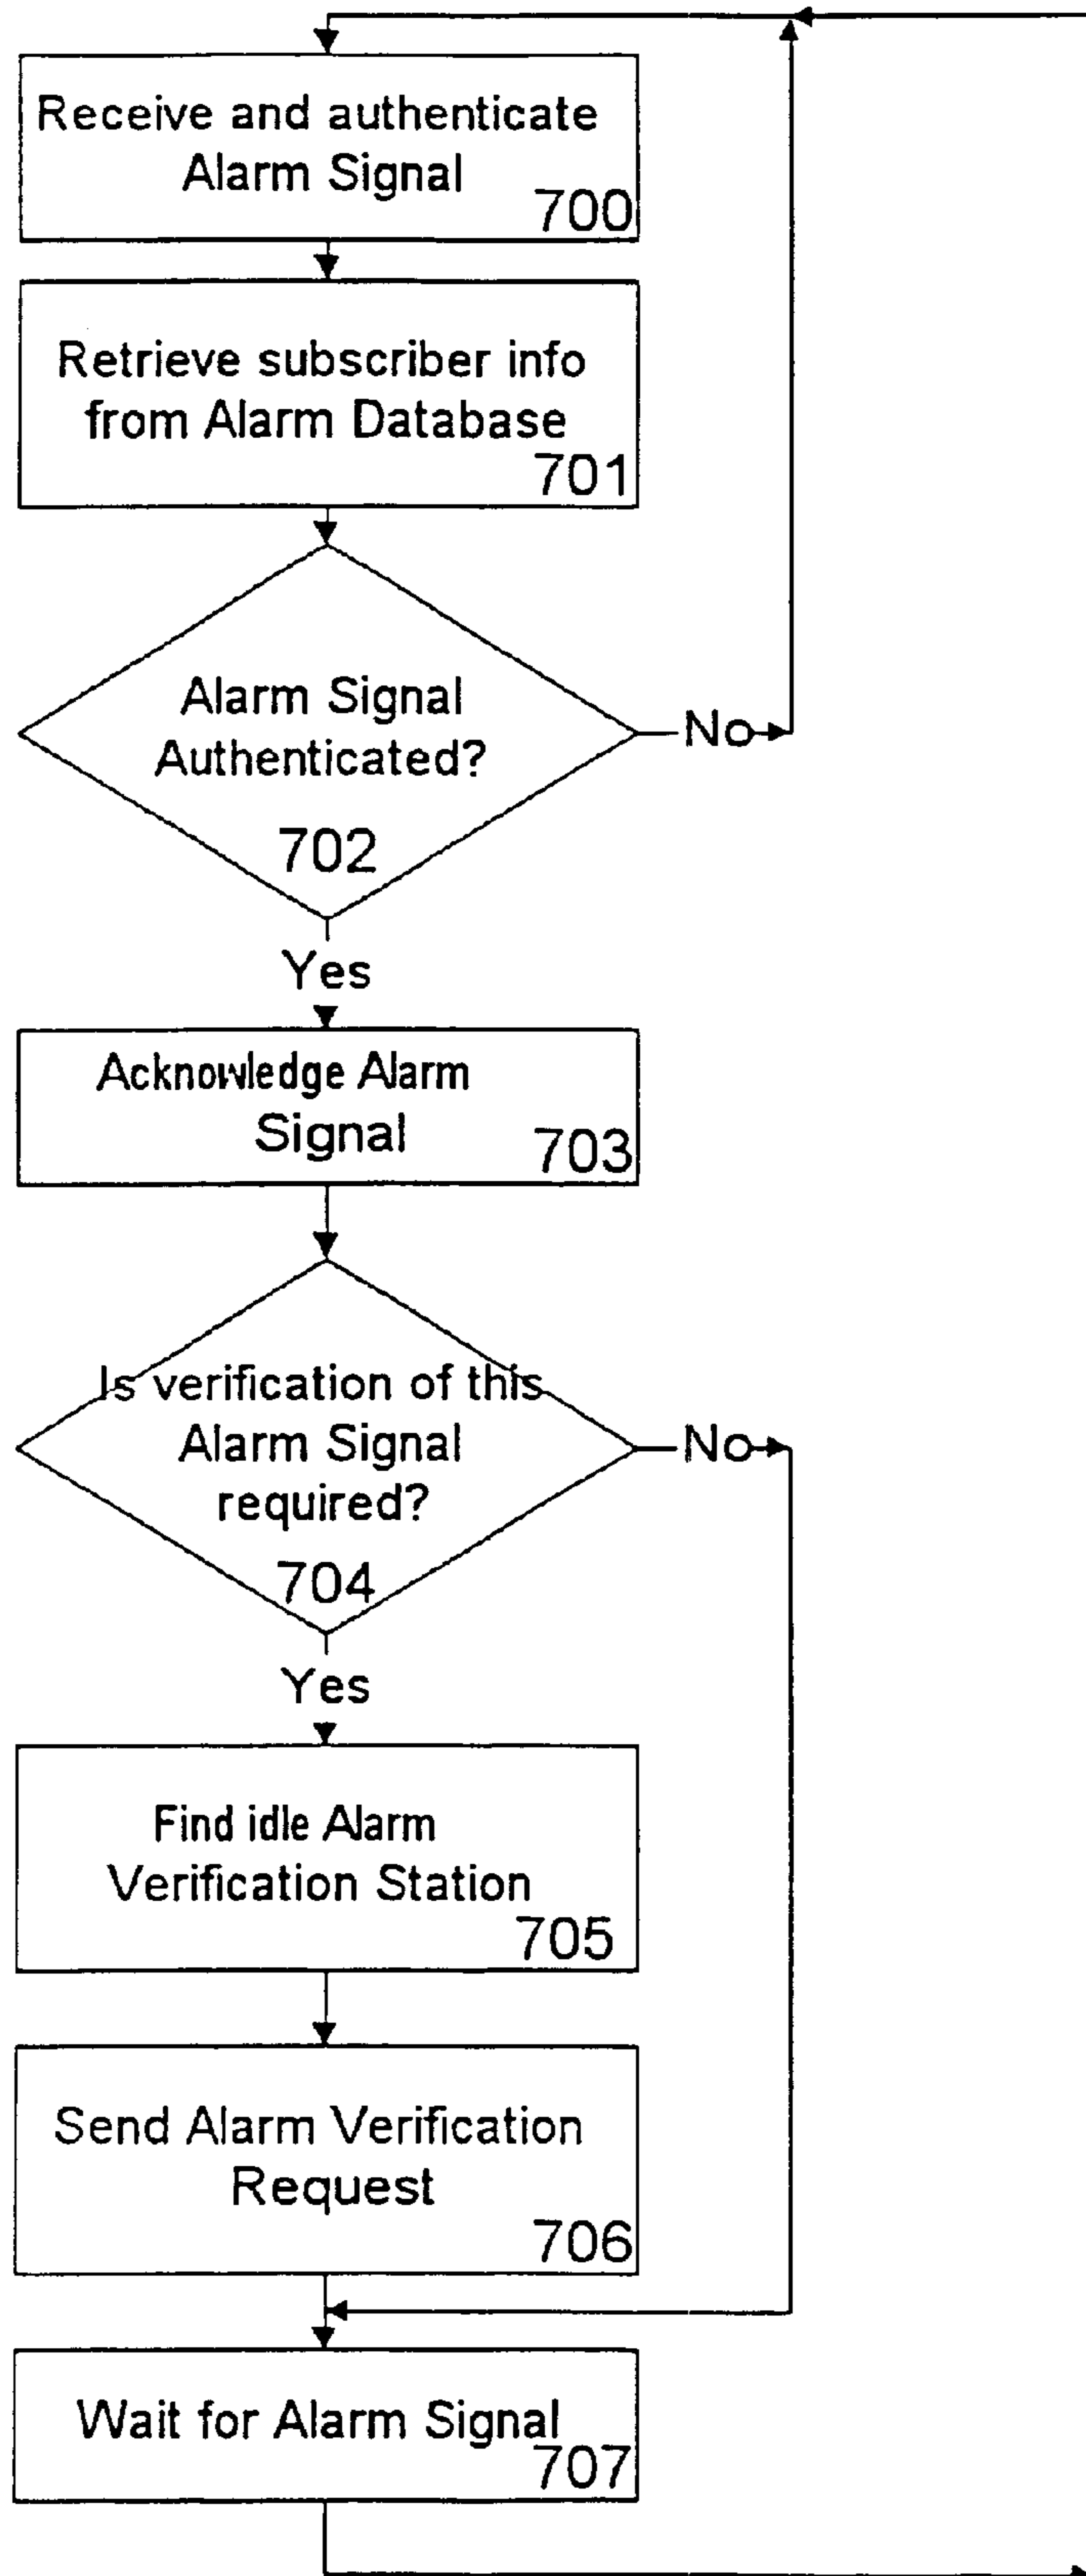 Receive and authenticate
Alarm Signal
700
Retrieve subscriber info
from Alarm Database
701
Alarm Signal
Authenticated?
702
No
Yes
Acknowledge Alarm
Signal
703
Is verification of this
Alarm Signal
required?
704
No
Yes
Find idle Alarm
Verification Station
705
Send Alarm Verification
Request
706
Wait for Alarm Signal
707